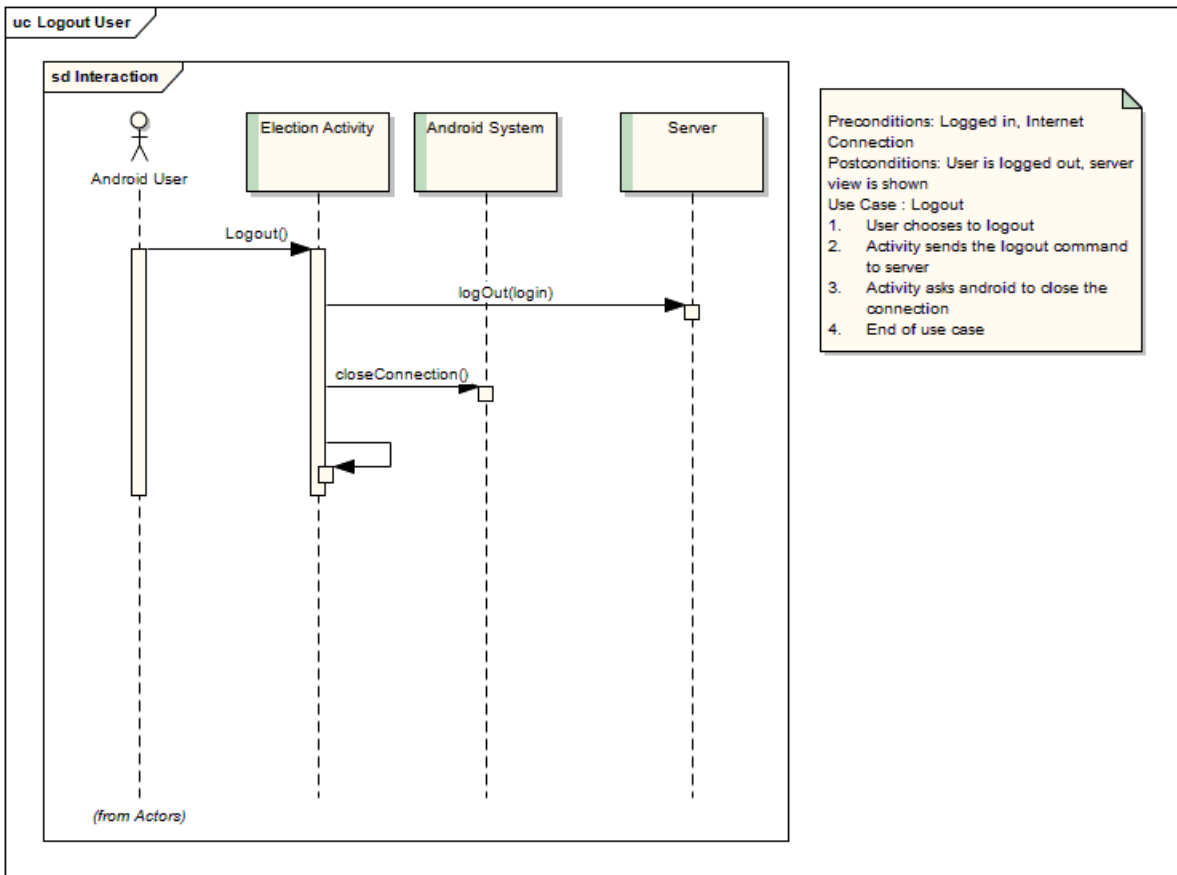 uc Logout User
sd Interaction
Android User
Election Activity
Android System
Server
Logout()
logOut(login)
closeConnection()
(from Actors)
Preconditions: Logged in, Internet
Connection
Postconditions: User is logged out, server
view is shown
Use Case : Logout
1. User chooses to logout
2. Activity sends the logout command
to server
3. Activity asks android to close the
connection
4. End of use case